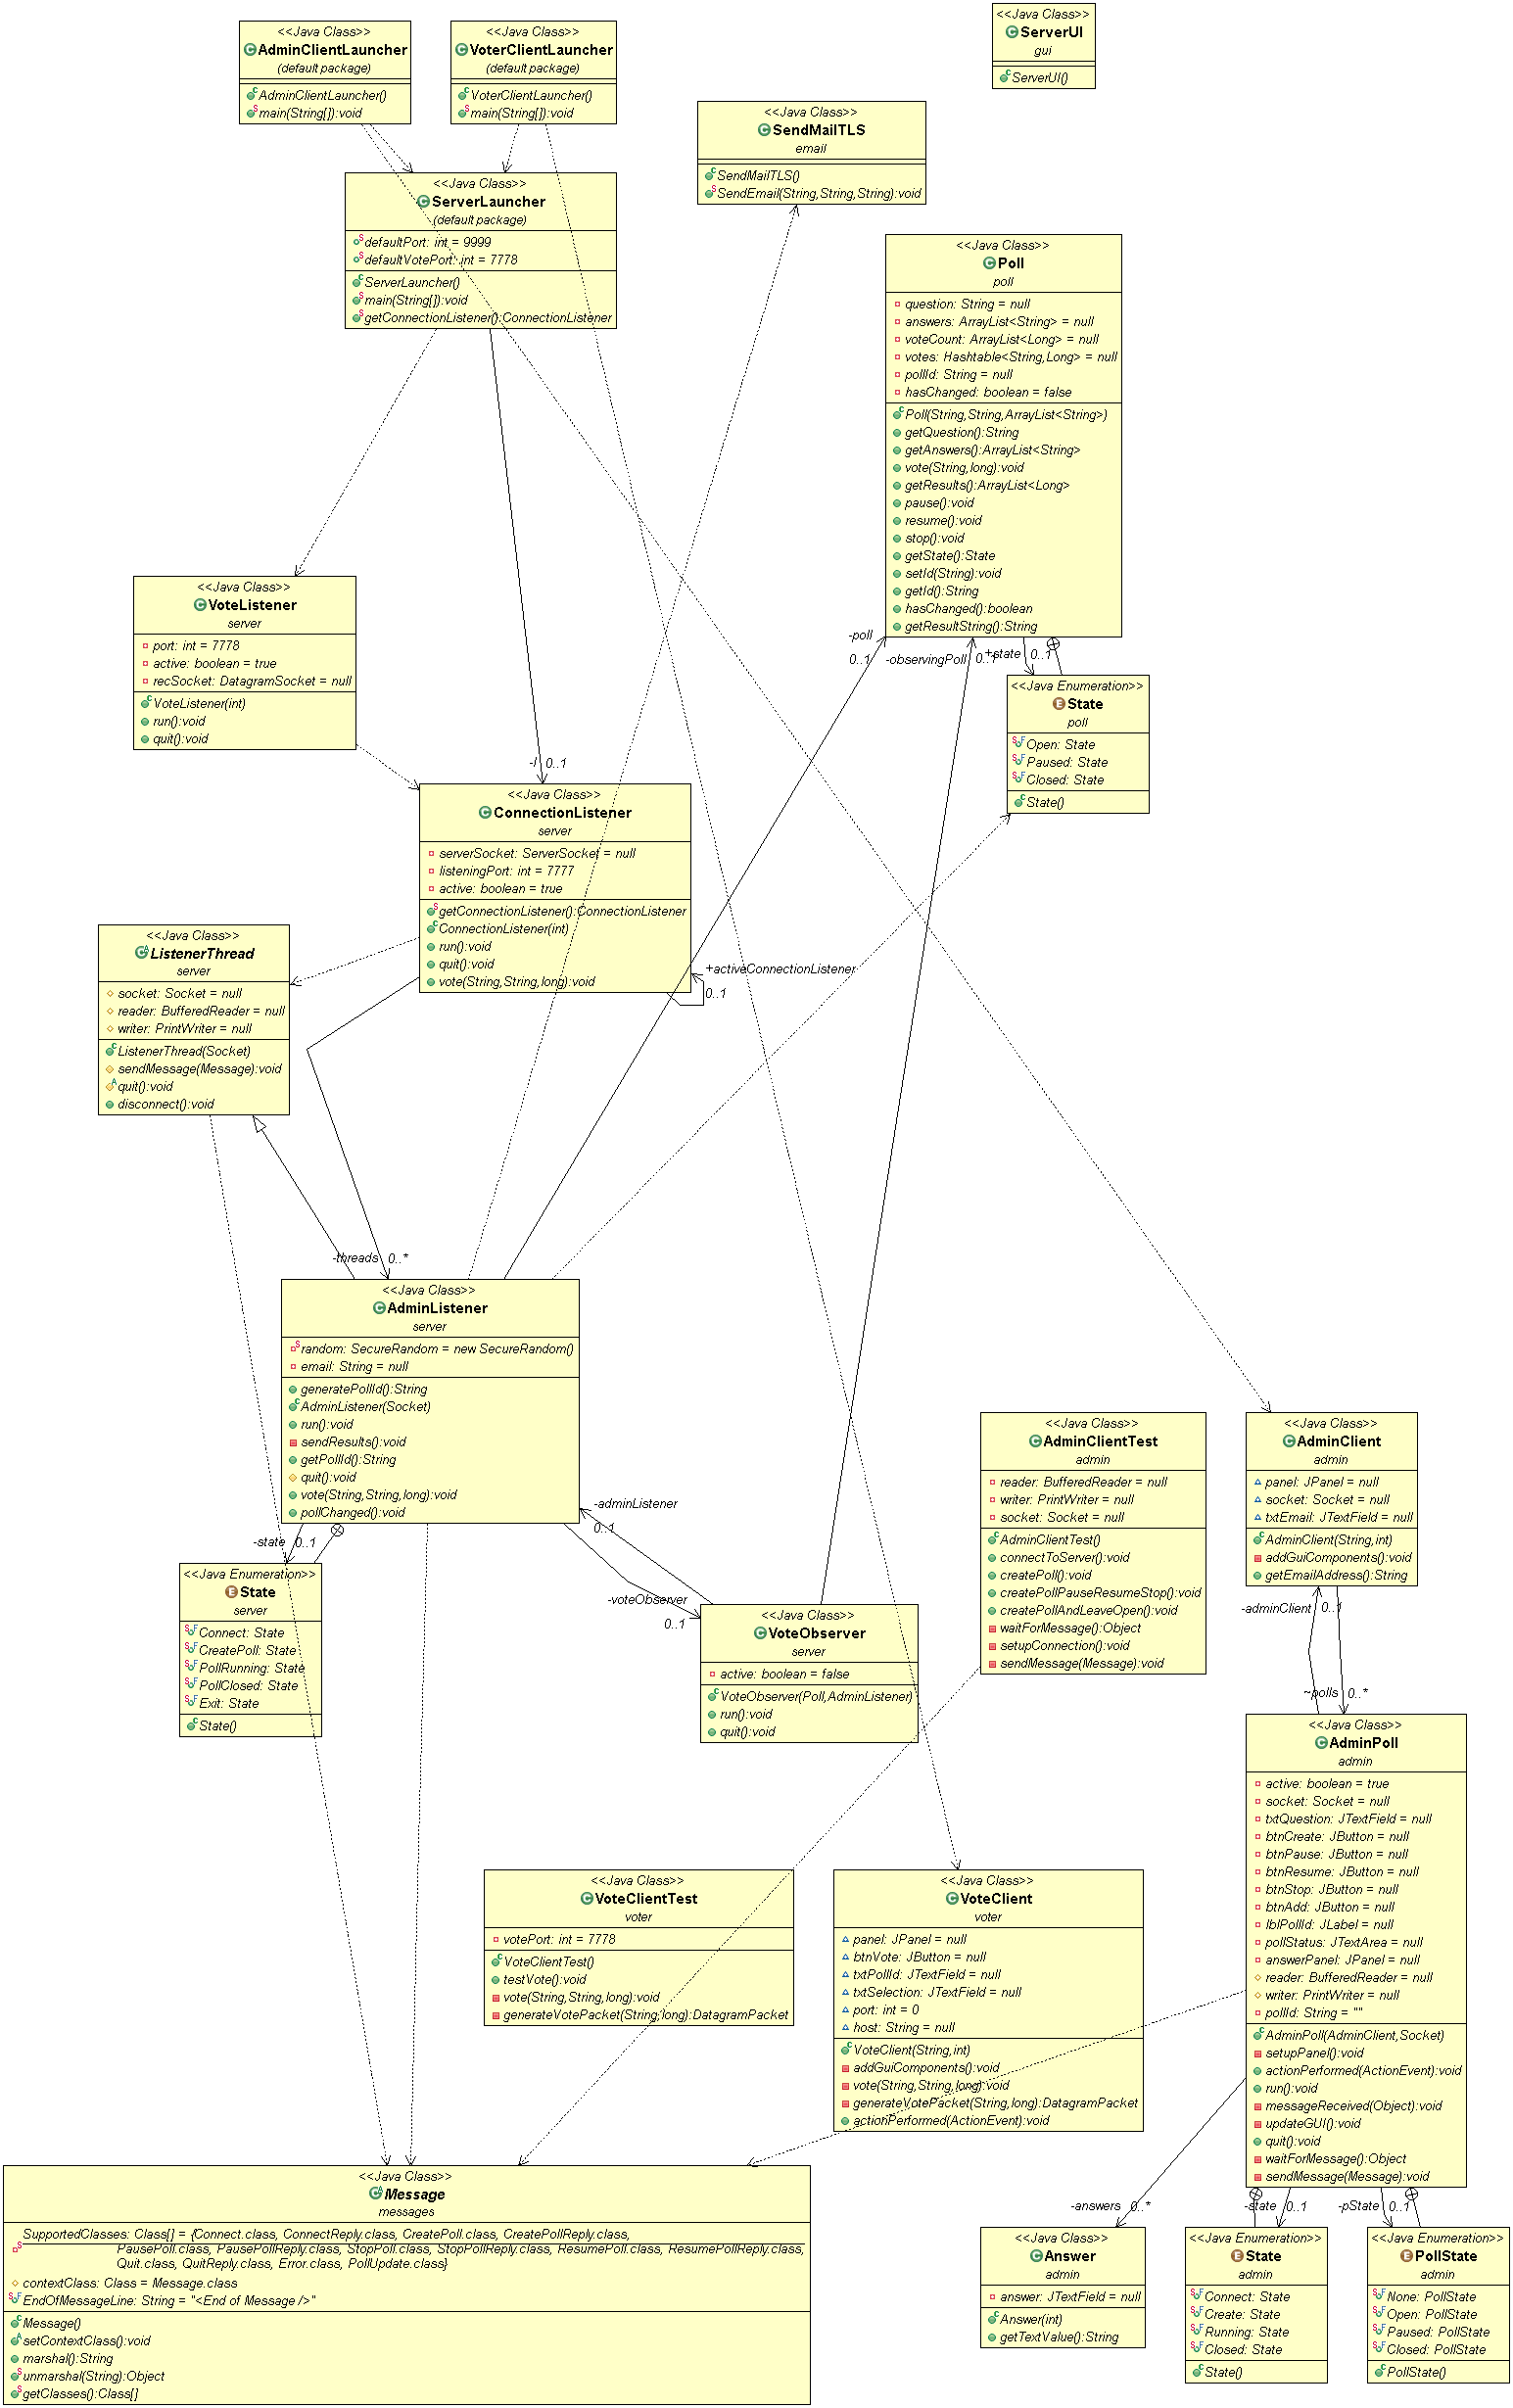 <<Java Class>>
AdminClientLauncher
(default package)
AdminClientLauncher()
main(String[]):void
<<Java Class>>
VoterClientLauncher
(default package)
VoterClientLauncher()
main(String[]):void
<<Java Class>>
ServerUI
gui
ServerUI()
<<Java Class>>
SendMailTLS
email
SendMailTLS()
SendEmail(String,String,String):void
<<Java Class>>
ServerLauncher
(default package)
defaultPort: int = 9999
defaultVotePort: int = 7778
ServerLauncher()
main(String[]):void
getConnectionListener():ConnectionListener
<<Java Class>>
Poll
poll
question: String = null
answers: ArrayList<String> = null
voteCount: ArrayList<Long> = null
votes: Hashtable<String,Long> = null
pollId: String = null
hasChanged: boolean = false
Poll(String,String,ArrayList<String>)
getQuestion():String
getAnswers():ArrayList<String>
vote(String,long):void
getResults():ArrayList<Long>
pause():void
resume():void
stop():void
getState():State
setId(String):void
getId():String
hasChanged():boolean
getResultString():String
-poll
0..1
-observingPoll
0..1
+state
0..1
<<Java Enumeration>>
State
poll
Open: State
Paused: State
Closed: State
State()
<<Java Class>>
VoteListener
server
port: int = 7778
active: boolean = true
recSocket: DatagramSocket = null
VoteListener(int)
run():void
quit():void
-l
0..1
<<Java Class>>
ConnectionListener
server
serverSocket: ServerSocket = null
listeningPort: int = 7777
active: boolean = true
getConnectionListener():ConnectionListener
ConnectionListener(int)
run():void
quit():void
vote(String,String,long):void
+activeConnectionListener
0..1
<<Java Class>>
ListenerThread
server
socket: Socket = null
reader: BufferedReader = null
writer: PrintWriter = null
ListenerThread(Socket)
sendMessage(Message):void
quit():void
disconnect():void
-threads
0..*
<<Java Class>>
AdminListener
server
random: SecureRandom = new SecureRandom()
email: String = null
generatePollId():String
AdminListener(Socket)
run():void
sendResults():void
getPollId():String
quit():void
vote(String,String,long):void
pollChanged():void
-state
0..1
-adminListener
0..1
-voteObserver
0..1
<<Java Enumeration>>
State
server
Connect: State
CreatePoll: State
PollRunning: State
PollClosed: State
Exit: State
State()
<<Java Class>>
VoteObserver
server
active: boolean = false
VoteObserver(Poll,AdminListener)
run():void
quit():void
<<Java Class>>
AdminClientTest
admin
reader: BufferedReader = null
writer: PrintWriter = null
socket: Socket = null
AdminClientTest()
connectToServer():void
createPoll():void
createPollPauseResumeStop():void
createPollAndLeaveOpen():void
waitForMessage():Object
setupConnection():void
sendMessage(Message):void
<<Java Class>>
AdminClient
admin
panel: JPanel = null
socket: Socket = null
txtEmail: JTextField = null
AdminClient(String,int)
addGuiComponents():void
getEmailAddress():String
-adminClient
0..1
~polls
0..*
<<Java Class>>
AdminPoll
admin
active: boolean = true
socket: Socket = null
txtQuestion: JTextField = null
btnCreate: JButton = null
btnPause: JButton = null
btnResume: JButton = null
btnStop: JButton = null
btnAdd: JButton = null
lblPollId: JLabel = null
pollStatus: JTextArea = null
answerPanel: JPanel = null
reader: BufferedReader = null
writer: PrintWriter = null
pollId: String = ""
AdminPoll(AdminClient,Socket)
setupPanel():void
actionPerformed(ActionEvent):void
run():void
messageReceived(Object):void
updateGUI():void
quit():void
waitForMessage():Object
sendMessage(Message):void
<<Java Class>>
VoteClientTest
voter
votePort: int = 7778
VoteClientTest()
testVote():void
vote(String,String,long):void
generateVotePacket(String,long):DatagramPacket
<<Java Class>>
VoteClient
voter
panel: JPanel = null
btnVote: JButton = null
txtPollId: JTextField = null
txtSelection: JTextField = null
port: int = 0
host: String = null
VoteClient(String,int)
addGuiComponents():void
vote(String,String,long):void
generateVotePacket(String,long):DatagramPacket
actionPerformed(ActionEvent):void
-answers
0..*
-state
0..1
-pState
0..1
<<Java Class>>
Message
messages
SupportedClasses: Class[] = {Connect.class, ConnectReply.class, CreatePoll.class, CreatePollReply.class,
PausePoll.class, PausePollReply.class, StopPoll.class, StopPollReply.class, ResumePoll.class, ResumePollReply.class,
Quit.class, QuitReply.class, Error.class, PollUpdate.class}
contextClass: Class = Message.class
EndOfMessageLine: String = "<End of Message />"
Message()
setContextClass():void
marshal():String
unmarshal(String):Object
getClasses():Class[]
<<Java Class>>
Answer
admin
answer: JTextField = null
Answer(int)
getTextValue():String
<<Java Enumeration>>
State
admin
Connect: State
Create: State
Running: State
Closed: State
State()
<<Java Enumeration>>
PollState
admin
None: PollState
Open: PollState
Paused: PollState
Closed: PollState
PollState()